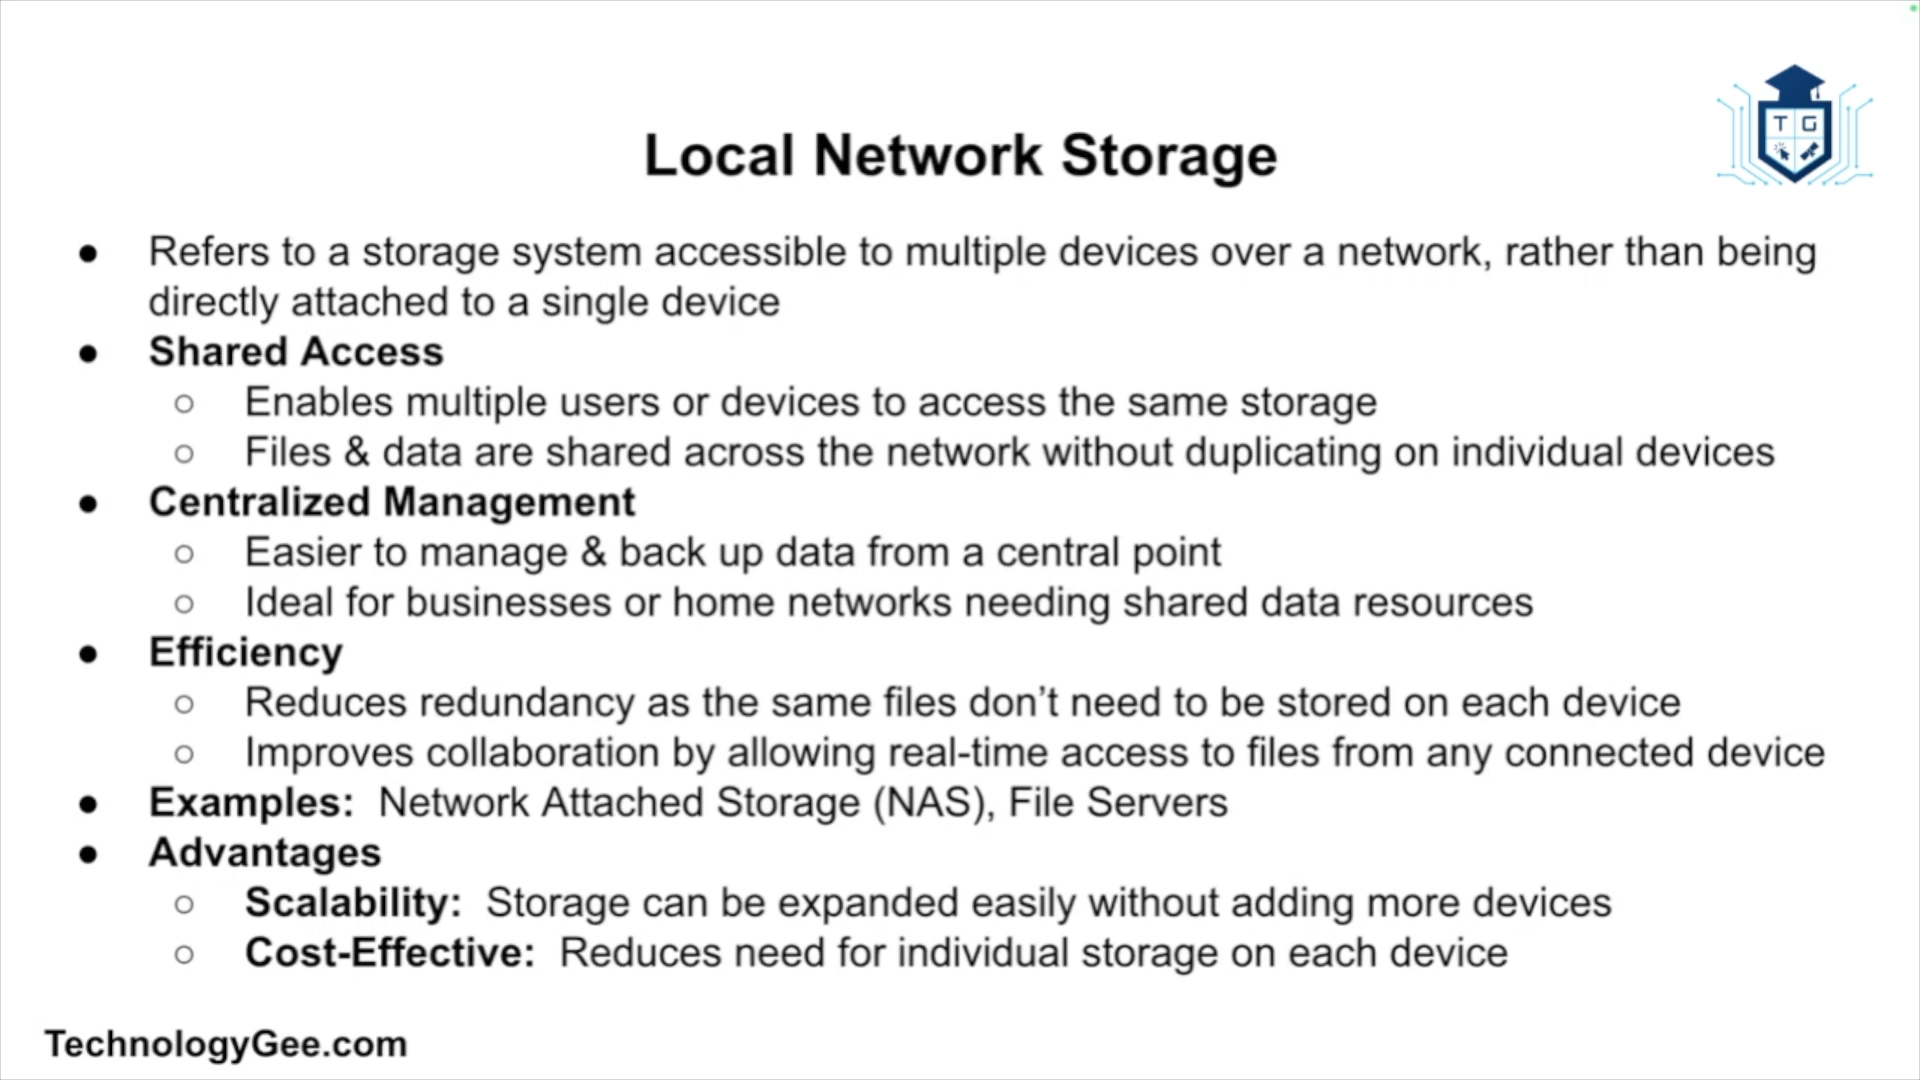 T G
Local Network Storage
● Refers to a storage system accessible to multiple devices over a network, rather than being
directly attached to a single device
● Shared Access
○ Enables multiple users or devices to access the same storage
○ Files & data are shared across the network without duplicating on individual devices
● Centralized Management
○ Easier to manage & back up data from a central point
○ Ideal for businesses or home networks needing shared data resources
● Efficiency
○ Reduces redundancy as the same files don’t need to be stored on each device
○ Improves collaboration by allowing real-time access to files from any connected device
● Examples: Network Attached Storage (NAS), File Servers
● Advantages
○ Scalability: Storage can be expanded easily without adding more devices
○ Cost-Effective: Reduces need for individual storage on each device
TechnologyGee.com